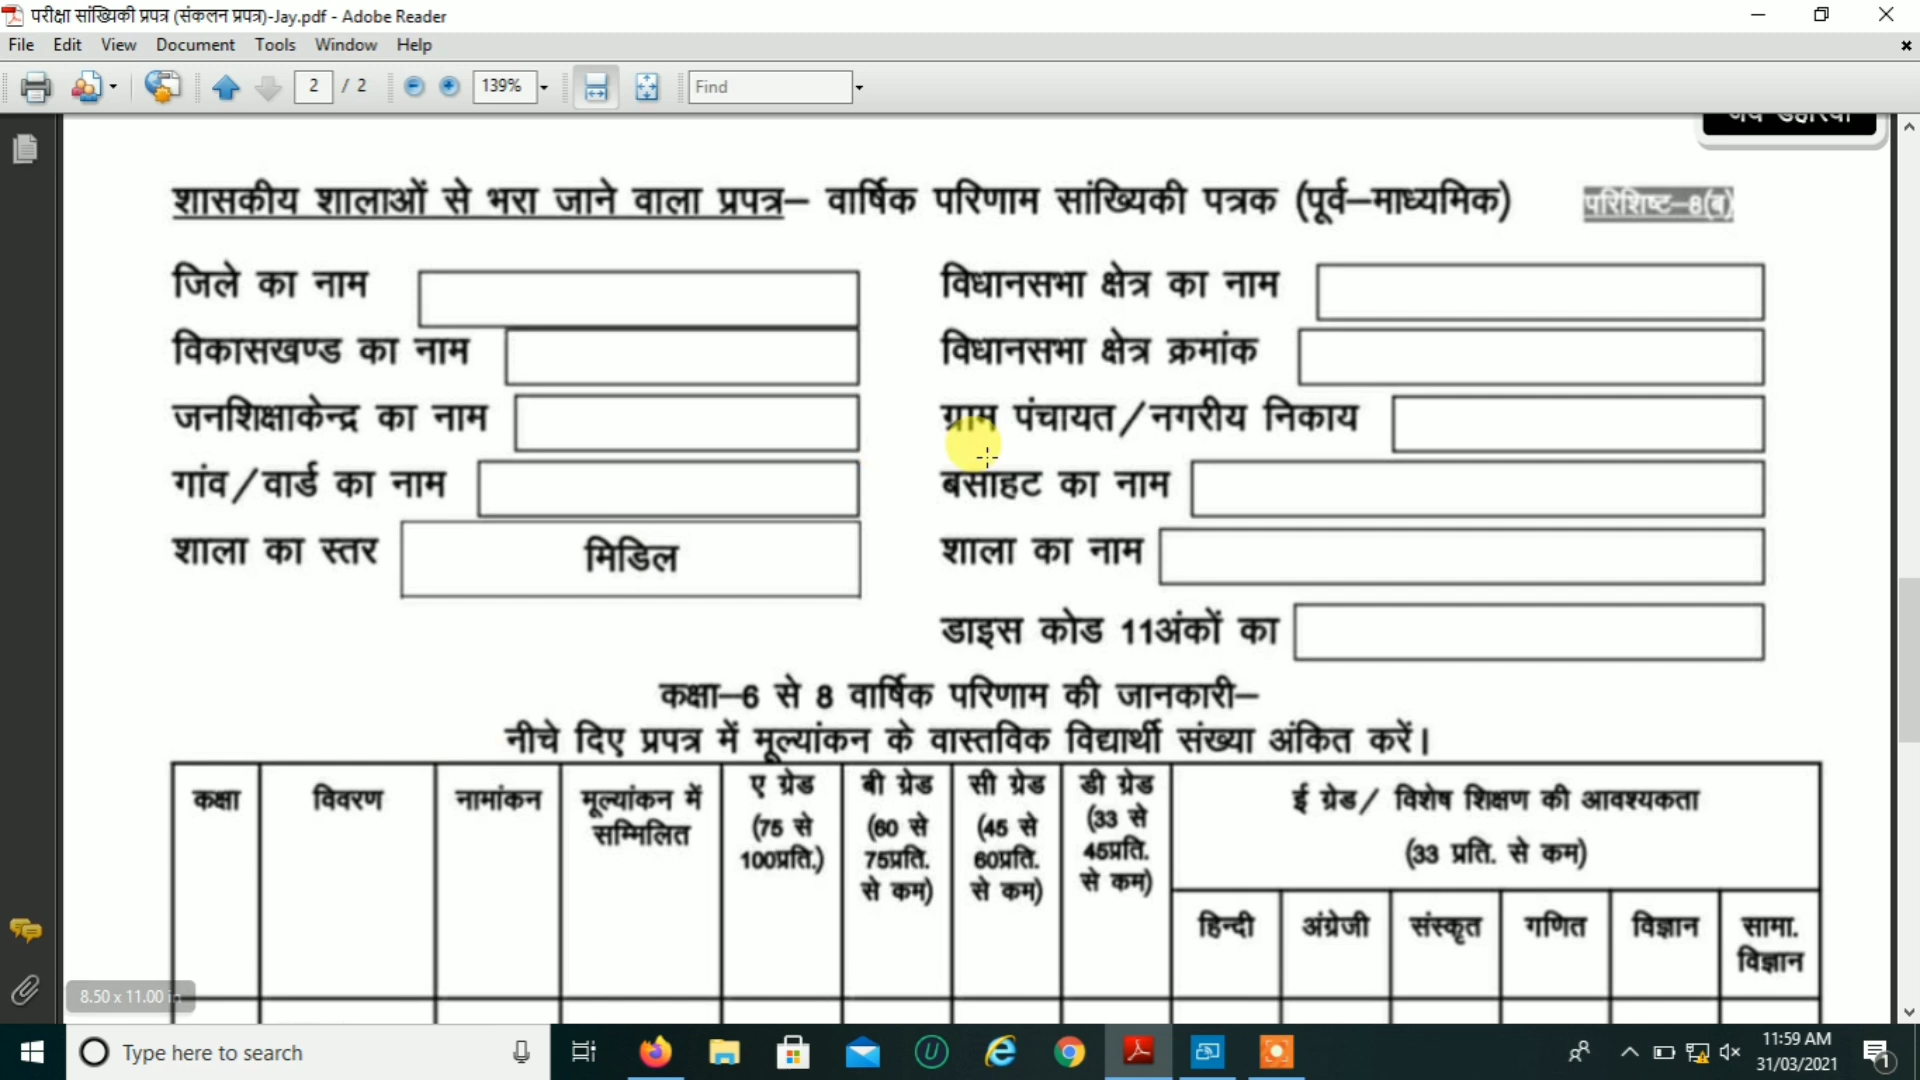 परीक्षा सांख्यिकी प्रपत्र (संकलन प्रपत्र)-Jay.pdf - Adobe Reader
File Edit View Document Tools Window Help
2 / 2 139% Find
शासकीय शालाओं से भरा जाने वाला प्रपत्र– वार्षिक परिणाम सांख्यिकी पत्रक (पूर्व–माध्यमिक) परिशिष्ट–8(ब)
जिले का नाम विधानसभा क्षेत्र का नाम
विकासखण्ड का नाम विधानसभा क्षेत्र क्रमांक
जनशिक्षाकेन्द्र का नाम ग्राम पंचायत/नगरीय निकाय
गांव/वार्ड का नाम बसाहट का नाम
शाला का स्तर मिडिल शाला का नाम
डाइस कोड 11अंकों का
कक्षा–6 से 8 वार्षिक परिणाम की जानकारी–
नीचे दिए प्रपत्र में मूल्यांकन के वास्तविक विद्यार्थी संख्या अंकित करें।
कक्षा
विवरण
नामांकन
मूल्यांकन में
सम्मिलित
ए ग्रेड
(75 से
100प्रति.)
बी ग्रेड
(60 से
75प्रति.
से कम)
सी ग्रेड
(45 से
60प्रति.
से कम)
डी ग्रेड
(33 से
45प्रति.
से कम)
ई ग्रेड/ विशेष शिक्षण की आवश्यकता
(33 प्रति. से कम)
हिन्दी
अंग्रेजी
संस्कृत
गणित
विज्ञान
सामा.
विज्ञान
8.50 x 11.00 in
Type here to search
11:59 AM
31/03/2021
1